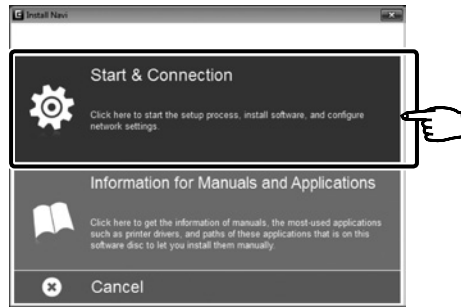 Install Navi
Start & Connection
Click here to start the setup process, install software, and configure
network settings.
Information for Manuals and Applications
Click here to get the information of manuals, the most-used applications
such as printer drivers, and paths of these applications that is on this
software disc to let you install them manually.
Cancel